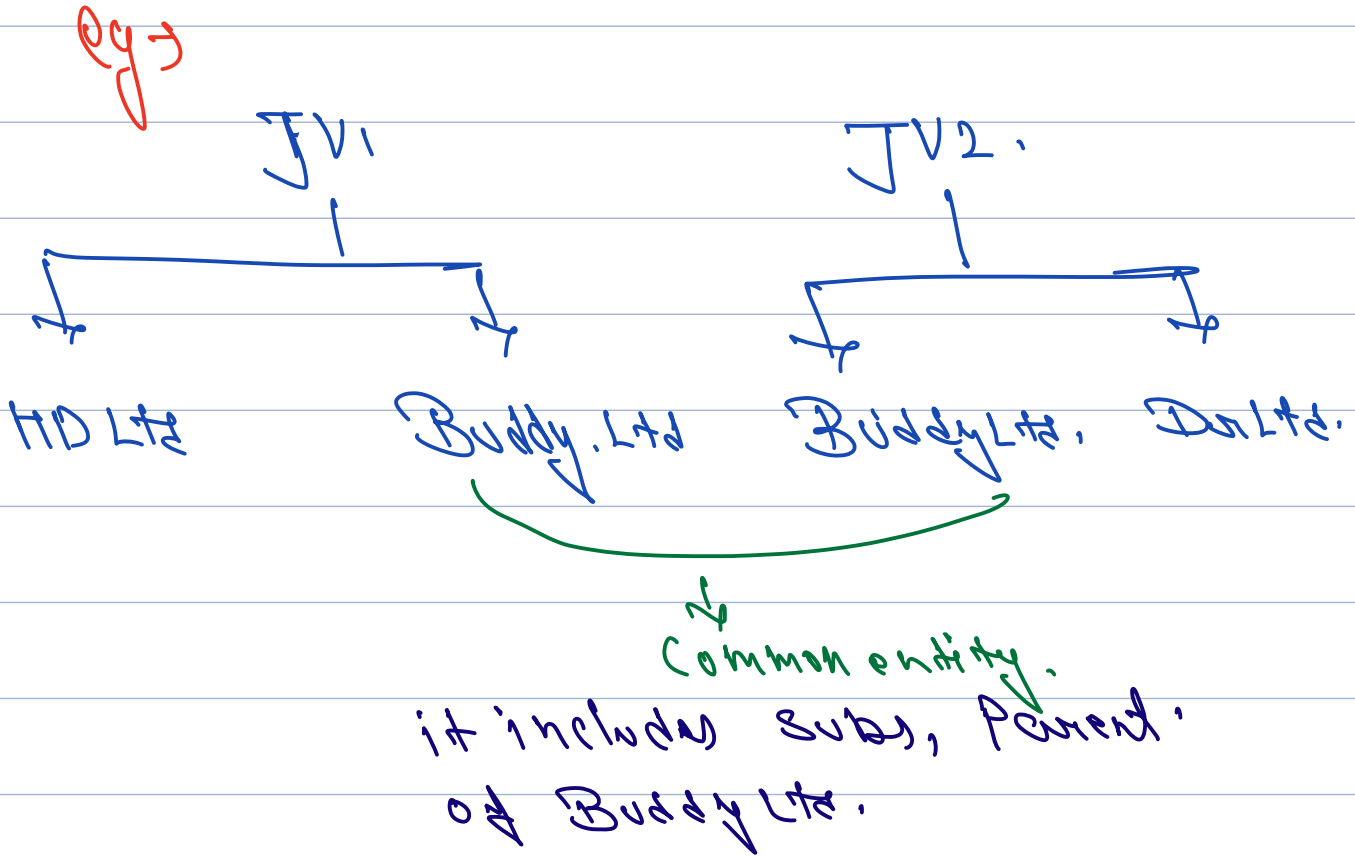 eg →
JV1 JV2.
HD Ltd Buddy.Ltd Buddy Ltd. Dn Ltd.
Common entity.
it includes subs, Parent.
of Buddy Ltd.